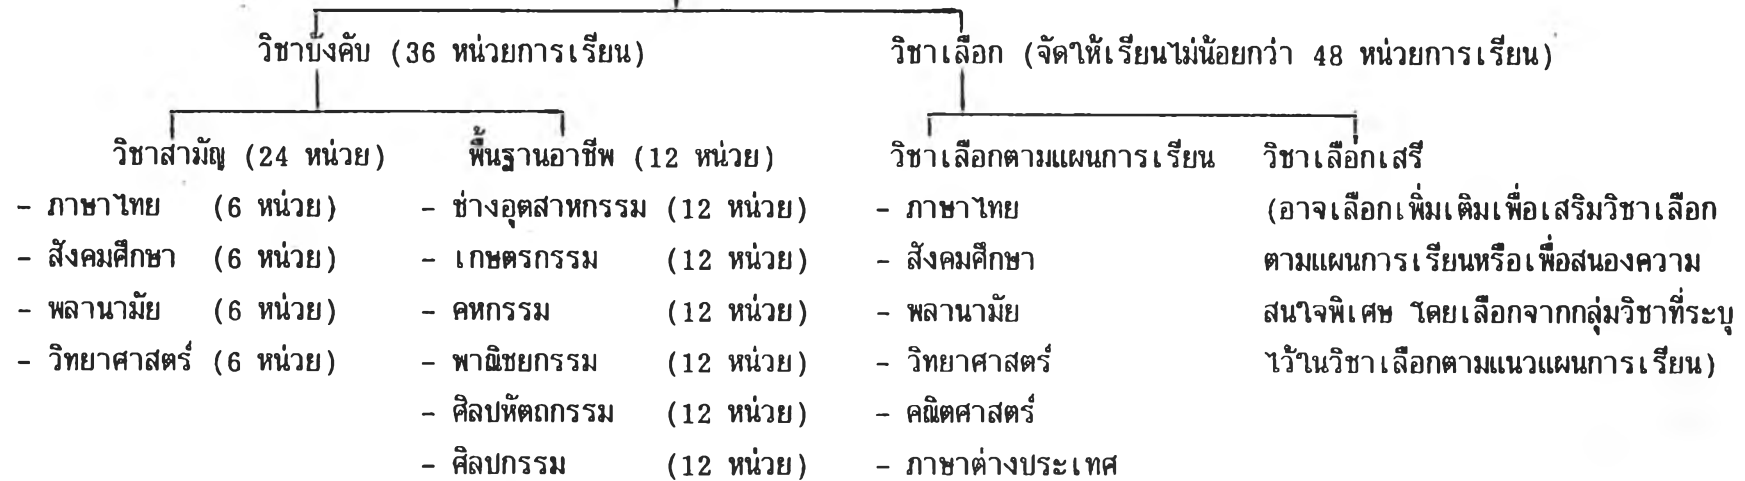 วิชาบังคับ (36 หน่วยการเรียน) วิชาเลือก (จัดให้เรียนไม่น้อยกว่า 48 หน่วยการเรียน)
วิชาสามัญ (24 หน่วย) พื้นฐานอาชีพ (12 หน่วย) วิชาเลือกตามแผนการเรียน วิชาเลือกเสรี
- ภาษาไทย (6 หน่วย) - ช่างอุตสาหกรรม (12 หน่วย) - ภาษาไทย (อาจเลือกเพิ่มเติมเพื่อเสริมวิชาเลือก
- สังคมศึกษา (6 หน่วย) - เกษตรกรรม (12 หน่วย) - สังคมศึกษา ตามแผนการเรียนหรือเพื่อสนองความ
- พลานามัย (6 หน่วย) - คหกรรม (12 หน่วย) - พลานามัย สนใจพิเศษ โดยเลือกจากกลุ่มวิชาที่ระบุ
- วิทยาศาสตร์ (6 หน่วย) - พาณิชยกรรม (12 หน่วย) - วิทยาศาสตร์ ไว้ในวิชาเลือกตามแนวแผนการเรียน)
- ศิลปหัตถกรรม (12 หน่วย) - คณิตศาสตร์
- ศิลปกรรม (12 หน่วย) - ภาษาต่างประเทศ